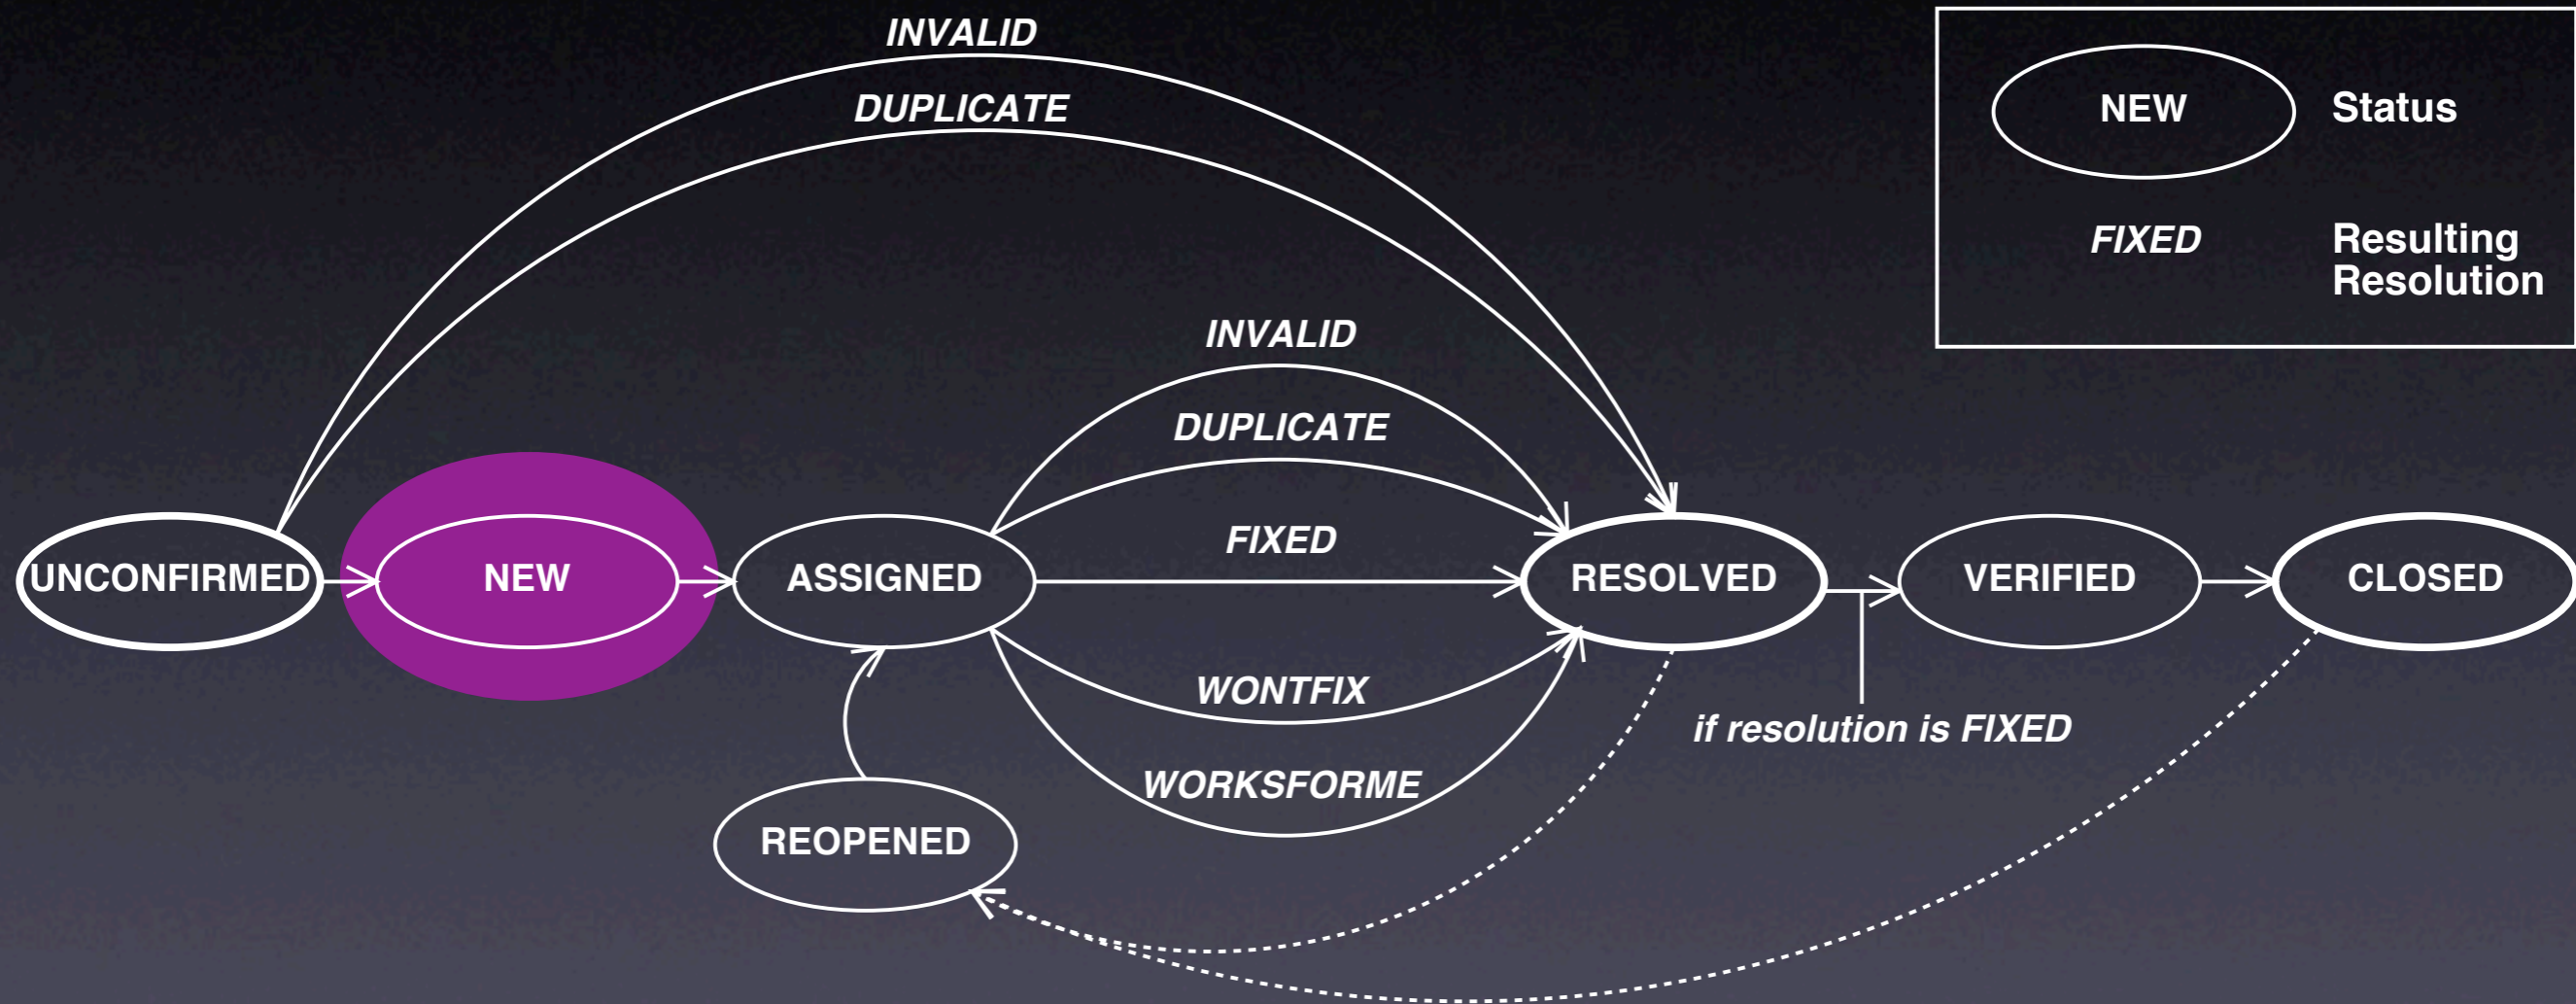 INVALID
DUPLICATE
NEW
Status
FIXED
Resulting
Resolution
INVALID
DUPLICATE
FIXED
UNCONFIRMED
NEW
ASSIGNED
RESOLVED
VERIFIED
CLOSED
WONTFIX
if resolution is FIXED
WORKSFORME
REOPENED